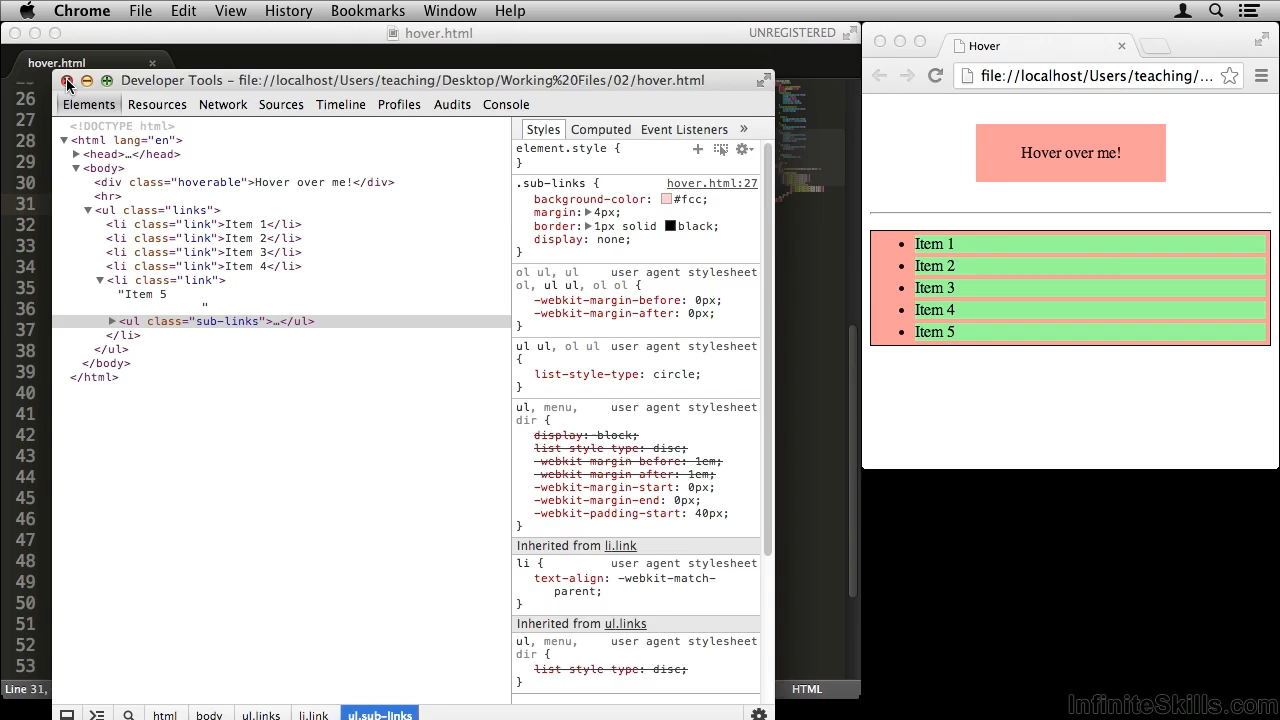 Chrome File Edit View History Bookmarks Window Help
hover.html UNREGISTERED
hover.html ×
Developer Tools - file://localhost/Users/teaching/Desktop/Working%20Files/02/hover.html
Resources Network Timeline Profiles Audits
<!DOCTYPE html>
<html lang="en">
<head>…</head>
<body>
<div class="hoverable">Hover over me!</div>
<hr>
<ul class="links">
<li class="link">Item 1</li>
<li class="link">Item 2</li>
<li class="link">Item 3</li>
<li class="link">Item 4</li>
<li class="link">
"Item 5
"
<ul class="sub-links">…</ul>
</li>
</ul>
</body>
</html>
26
27
28
29
30
31
32
33
34
35
36
37
38
39
40
41
42
43
44
45
46
47
48
49
50
51
52
53
Styles Computed Event Listeners »
element.style {
.sub-links { hover.html:27
background-color: #fcc;
margin: 4px;
border: 1px solid black;
display: none;
}
ol ul, ul user agent stylesheet
ol, ul ul, ol ol {
-webkit-margin-before: 0px;
-webkit-margin-after: 0px;
}
ul ul, ol ul user agent stylesheet
{
list-style-type: circle;
}
ul, menu, user agent stylesheet
dir {
display: block;
list-style-type: disc;
-webkit-margin-before: 1em;
-webkit-margin-after: 1em;
-webkit-margin-start: 0px;
-webkit-margin-end: 0px;
-webkit-padding-start: 40px;
}
Inherited from li.link
li { user agent stylesheet
text-align: -webkit-match-
parent;
}
Inherited from ul.links
ul, menu, user agent stylesheet
dir {
list-style-type: disc;
}
html body ul.links li.link ul.sub-links
Line 31, HTML
Hover ×
file://localhost/Users/teaching/...
Hover over me!
Item 1
Item 2
Item 3
Item 4
Item 5
InfiniteSkills.com